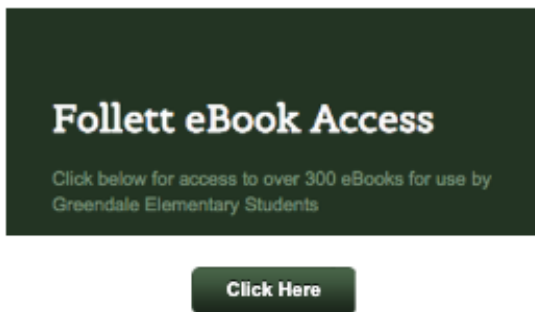 Follett eBook Access
Click below for access to over 300 eBooks for use by
Greendale Elementary Students
Click Here